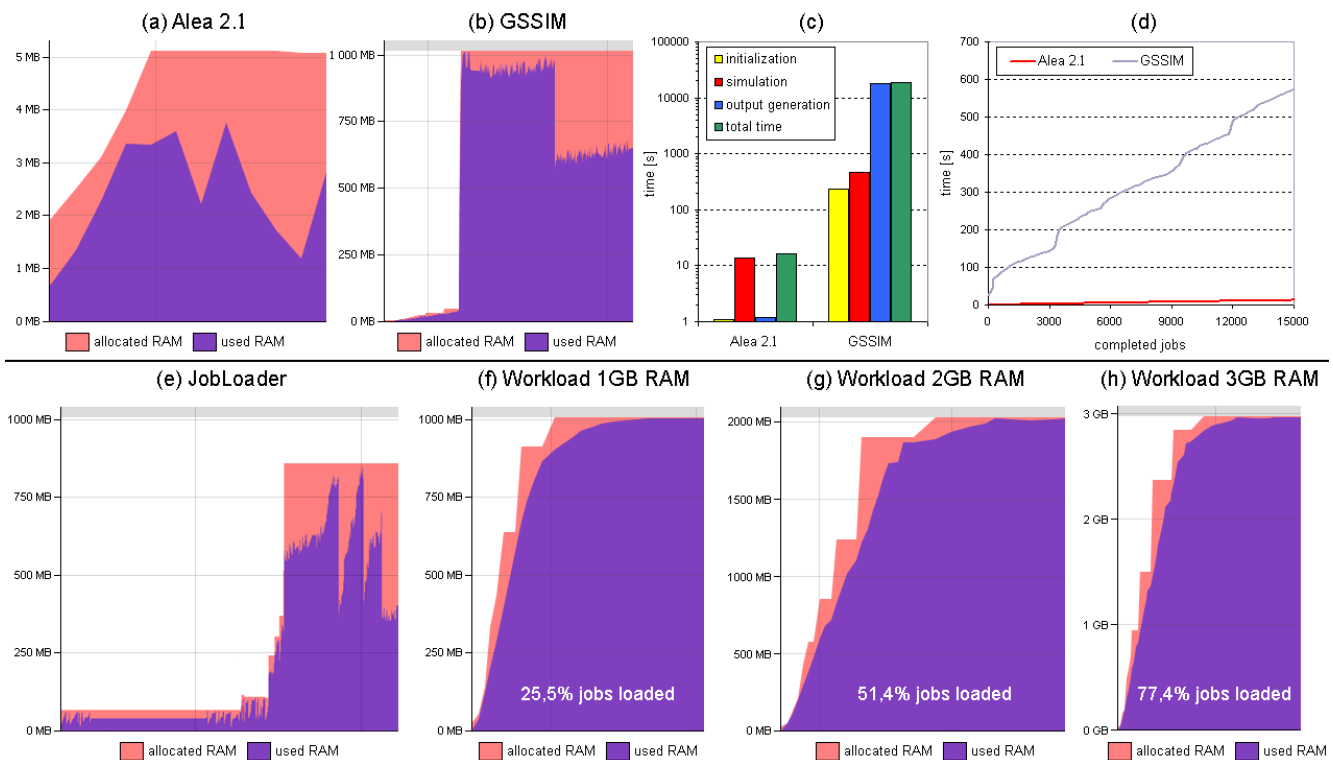 (a) Alea 2.1
5 MB
4 MB
3 MB
2 MB
1 MB
0 MB
allocated RAM
used RAM
(b) GSSIM
1 000 MB
750 MB
500 MB
250 MB
0 MB
allocated RAM
used RAM
(c)
time [s]
100000
10000
1000
100
10
1
initialization
simulation
output generation
total time
Alea 2.1
GSSIM
(d)
time [s]
700
600
500
400
300
200
100
0
Alea 2.1
GSSIM
0
3000
6000
9000
12000
15000
completed jobs
(e) JobLoader
1000 MB
750 MB
500 MB
250 MB
0 MB
allocated RAM
used RAM
(f) Workload 1GB RAM
1000 MB
750 MB
500 MB
250 MB
0 MB
25,5% jobs loaded
allocated RAM
used RAM
(g) Workload 2GB RAM
2000 MB
1500 MB
1000 MB
500 MB
0 MB
51,4% jobs loaded
allocated RAM
used RAM
(h) Workload 3GB RAM
3 GB
2 GB
1 GB
0 GB
77,4% jobs loaded
allocated RAM
used RAM